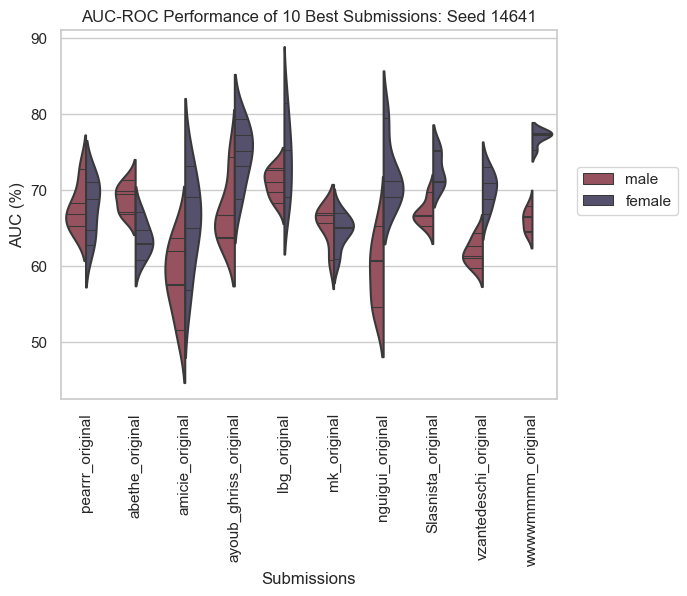 AUC-ROC Performance of 10 Best Submissions: Seed 14641
90
80
70
60
50
AUC (%)
male
female
pearrr_original
abethe_original
amicie_original
ayoub_ghriss_original
lbg_original
mk_original
nguigui_original
Slasnista_original
vzantedeschi_original
wwwwmmmm_original
Submissions